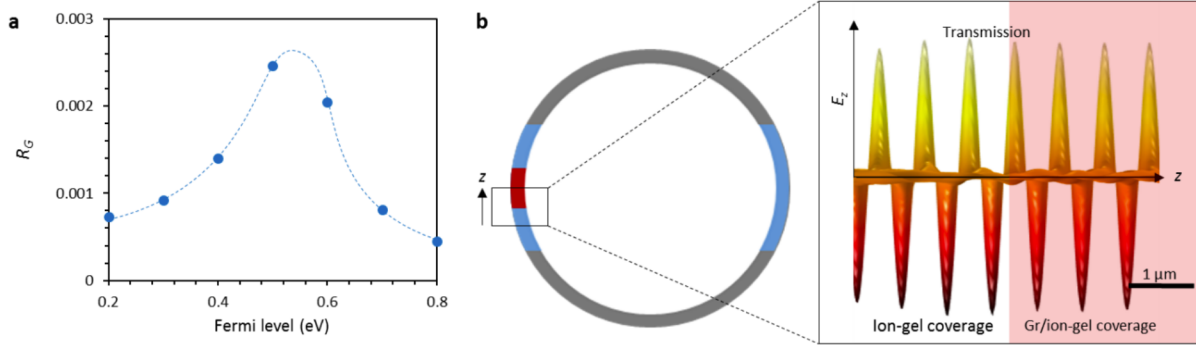 a
0.003
0.002
0.001
0
R_G
0.2
0.4
0.6
0.8
Fermi level (eV)
b
z
Transmission
E_z
z
1 μm
Ion-gel coverage
Gr/ion-gel coverage